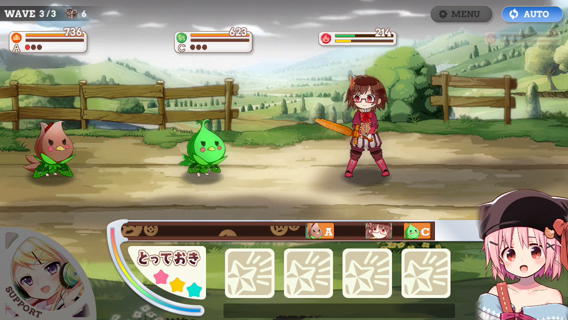 WAVE 3/3 6
MENU
AUTO
736
A
623
C
214
A
C
とっておき
SUPPORT